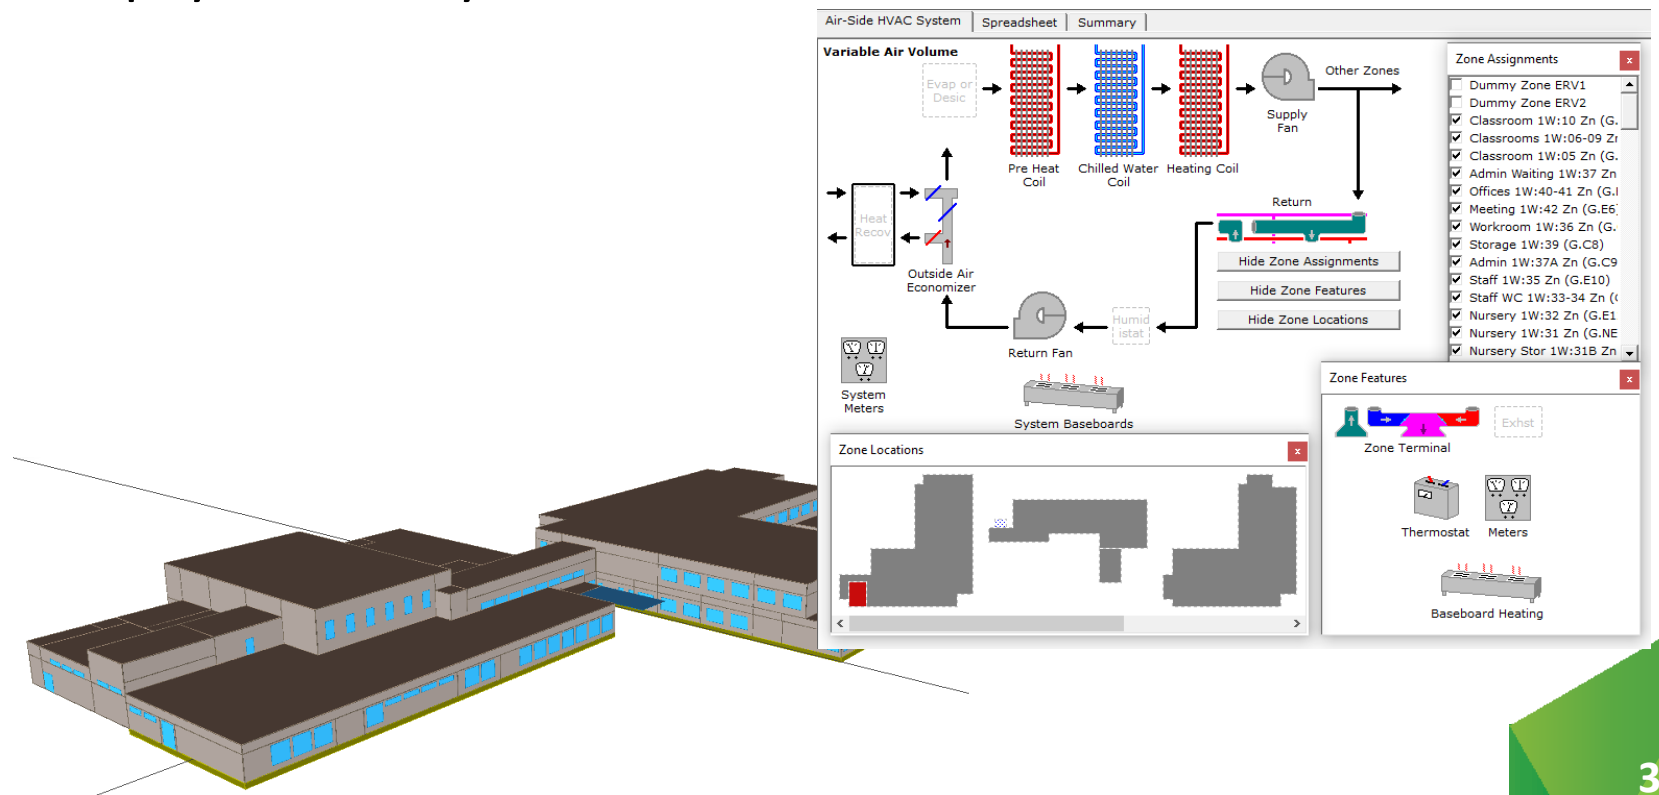 Air-Side HVAC System
Spreadsheet
Summary
Variable Air Volume
Evap or
Desic
Other Zones
Supply
Fan
Pre Heat
Coil
Chilled Water
Coil
Heating Coil
Heat
Recov
Return
Outside Air
Economizer
Hide Zone Assignments
Hide Zone Features
Hide Zone Locations
Humid
istat
Return Fan
System
Meters
System Baseboards
Zone Assignments
x
Dummy Zone ERV1
Dummy Zone ERV2
Classroom 1W:10 Zn (G.
Classrooms 1W:06-09 Zr
Classroom 1W:05 Zn (G.
Admin Waiting 1W:37 Zn
Offices 1W:40-41 Zn (G.
Meeting 1W:42 Zn (G.E6
Workroom 1W:36 Zn (G.
Storage 1W:39 (G.C8)
Admin 1W:37A Zn (G.C9
Staff 1W:35 Zn (G.E10)
Staff WC 1W:33-34 Zn (
Nursery 1W:32 Zn (G.E1
Nursery 1W:31 Zn (G.NE
Nursery Stor 1W:31B Zn
Zone Features
x
Zone Terminal
Exhst
Thermostat
Meters
Baseboard Heating
Zone Locations
x
3